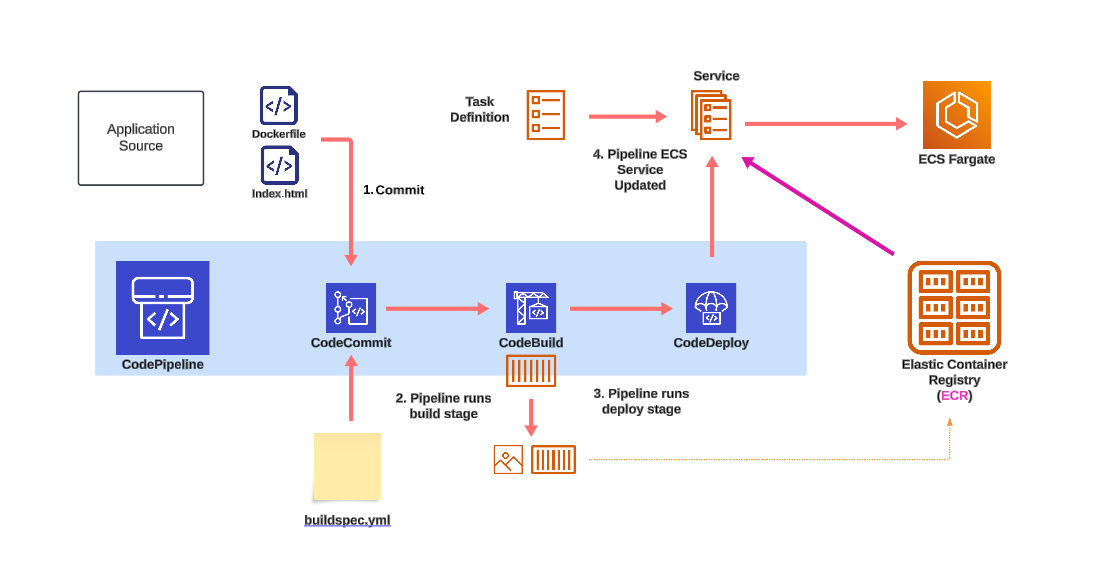 Service
Application
Source
Dockerfile
Index.html
1. Commit
Task
Definition
4. Pipeline ECS
Service
Updated
ECS Fargate
CodePipeline
CodeCommit
CodeBuild
CodeDeploy
Elastic Container
Registry
(ECR)
2. Pipeline runs
build stage
3. Pipeline runs
deploy stage
buildspec.yml